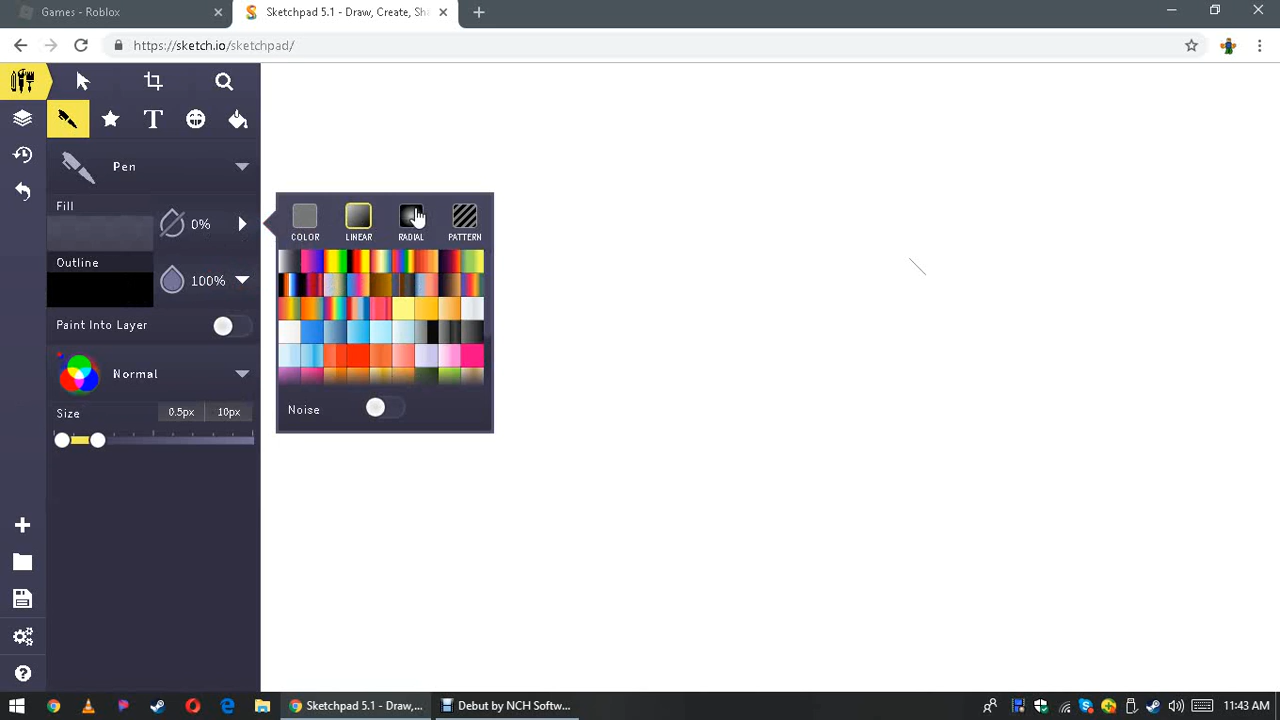 Games - Roblox
Sketchpad 5.1 - Draw, Create, Sh
https://sketch.io/sketchpad/
T
Pen
Fill
0%
COLOR
LINEAR
RADIAL
PATTERN
Outline
100%
Paint Into Layer
Normal
Noise
Size
0.5px
10px
?
Sketchpad 5.1 - Draw,...
Debut by NCH Softw...
11:43 AM